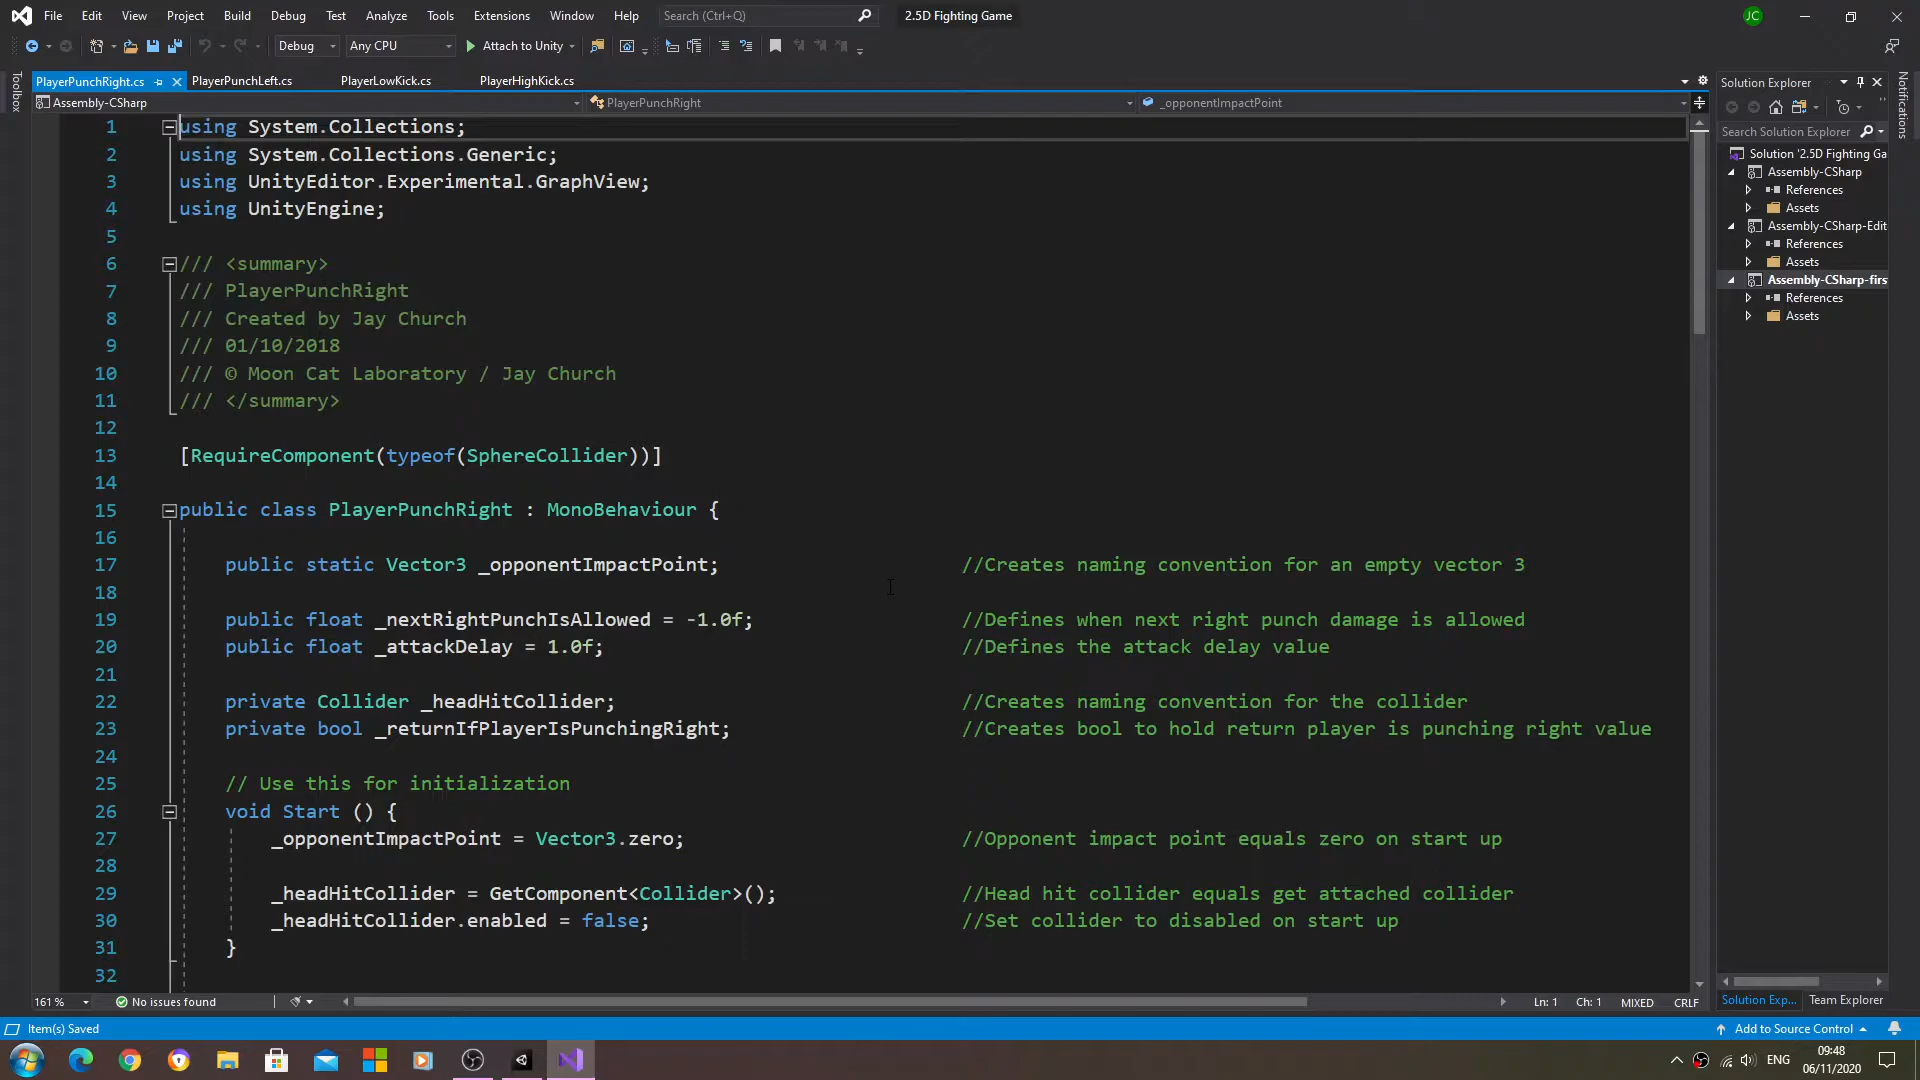 File Edit View Project Build Debug Test Analyze Tools Extensions Window Help Search (Ctrl+Q) 2.5D Fighting Game JC
Debug Any CPU Attach to Unity
Toolbox
PlayerPunchRight.cs PlayerPunchLeft.cs PlayerLowKick.cs PlayerHighKick.cs
Assembly-CSharp PlayerPunchRight _opponentImpactPoint
1 using System.Collections;
2 using System.Collections.Generic;
3 using UnityEditor.Experimental.GraphView;
4 using UnityEngine;
5
6 /// <summary>
7 /// PlayerPunchRight
8 /// Created by Jay Church
9 /// 01/10/2018
10 /// © Moon Cat Laboratory / Jay Church
11 /// </summary>
12
13 [RequireComponent(typeof(SphereCollider))]
14
15 public class PlayerPunchRight : MonoBehaviour {
16
17 public static Vector3 _opponentImpactPoint; //Creates naming convention for an empty vector 3
18
19 public float _nextRightPunchIsAllowed = -1.0f; //Defines when next right punch damage is allowed
20 public float _attackDelay = 1.0f; //Defines the attack delay value
21
22 private Collider _headHitCollider; //Creates naming convention for the collider
23 private bool _returnIfPlayerIsPunchingRight; //Creates bool to hold return player is punching right value
24
25 // Use this for initialization
26 void Start () {
27 _opponentImpactPoint = Vector3.zero; //Opponent impact point equals zero on start up
28
29 _headHitCollider = GetComponent<Collider>(); //Head hit collider equals get attached collider
30 _headHitCollider.enabled = false; //Set collider to disabled on start up
31 }
32
161 % No issues found Ln: 1 Ch: 1 MIXED CRLF
Solution Explorer
Search Solution Explorer
Solution '2.5D Fighting Ga
Assembly-CSharp
References
Assets
Assembly-CSharp-Edit
References
Assets
Assembly-CSharp-firs
References
Assets
Solution Exp... Team Explorer
Notifications
Item(s) Saved Add to Source Control
ENG 09:48
06/11/2020